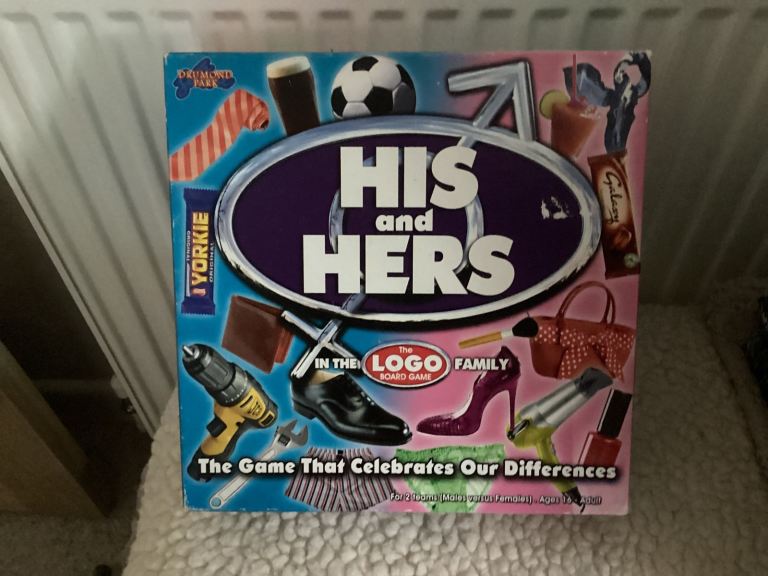 DRUMOND
PARK
HIS
and
HERS
Galaxy
YORKIE
ORIGINAL
IN THE The LOGO BOARD GAME FAMILY
The Game That Celebrates Our Differences
For 2 teams (Males versus Females). Ages 16 - Adult